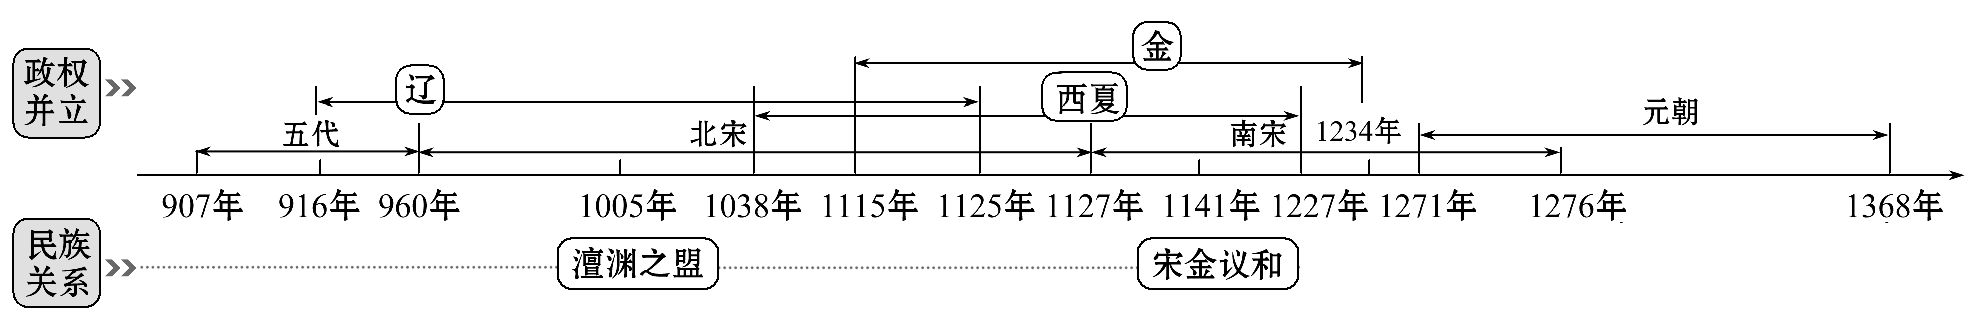 金
政权
并立
辽
西夏
元朝
五代
北宋
南宋
1234年
907年 916年 960年 1005年 1038年 1115年 1125年 1127年 1141年 1227年 1271年 1276年 1368年
民族
关系
澶渊之盟
宋金议和